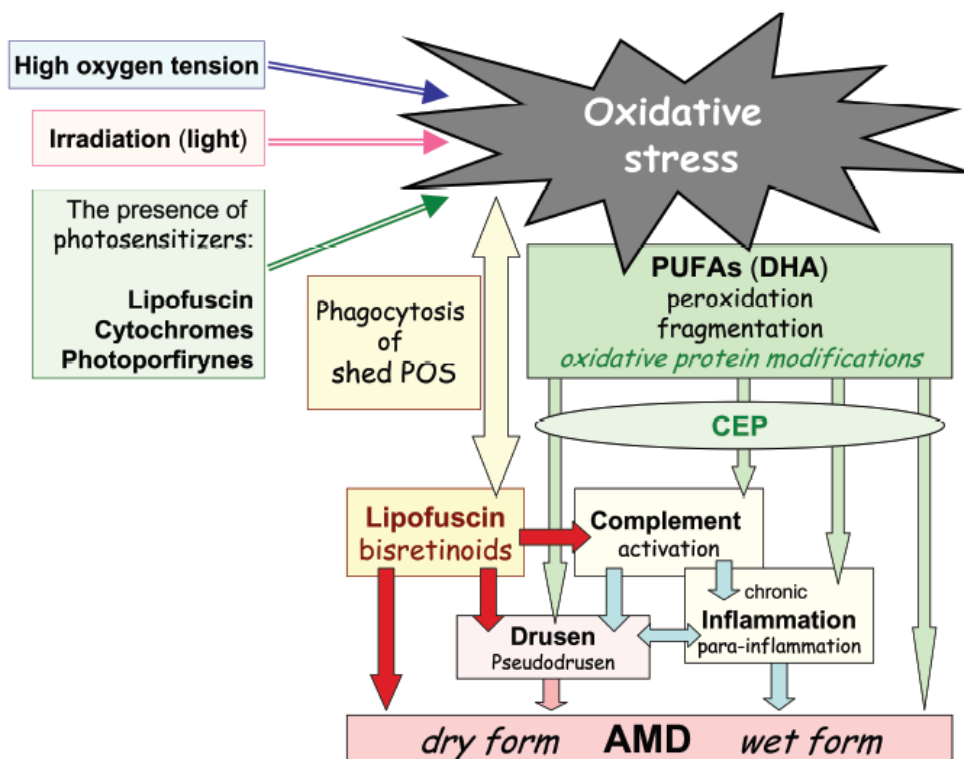 High oxygen tension
Irradiation (light)
The presence of
photosensitizers:
Lipofuscin
Cytochromes
Photoporfirynes
Oxidative
stress
Phagocytosis
of
shed POS
PUFAs (DHA)
peroxidation
fragmentation
oxidative protein modifications
CEP
Lipofuscin
bisretinoids
Complement
activation
chronic
Inflammation
para-inflammation
Drusen
Pseudodrusen
dry form AMD wet form